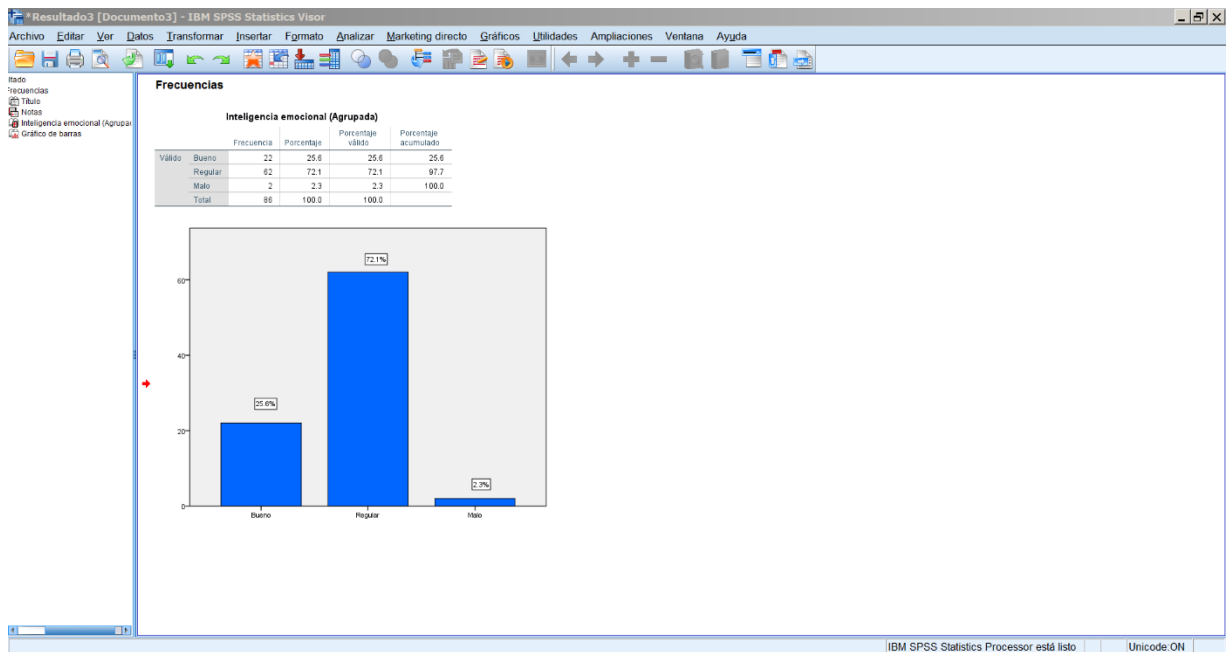 *Resultado3 [Documento3] - IBM SPSS Statistics Visor
Archivo Editar Ver Datos Transformar Insertar Formato Analizar Marketing directo Gráficos Utilidades Ampliaciones Ventana Ayuda
ltado
Frecuencias
Título
Notas
Inteligencia emocional (Agrupa
Gráfico de barras
Frecuencias
Inteligencia emocional (Agrupada)
Frecuencia Porcentaje Porcentaje válido Porcentaje acumulado
Válido Bueno 22 25.6 25.6 25.6
Regular 62 72.1 72.1 97.7
Malo 2 2.3 2.3 100.0
Total 86 100.0 100.0
72.1%
60
40
25.6%
20
2.3%
0
Bueno Regular Malo
IBM SPSS Statistics Processor está listo Unicode:ON